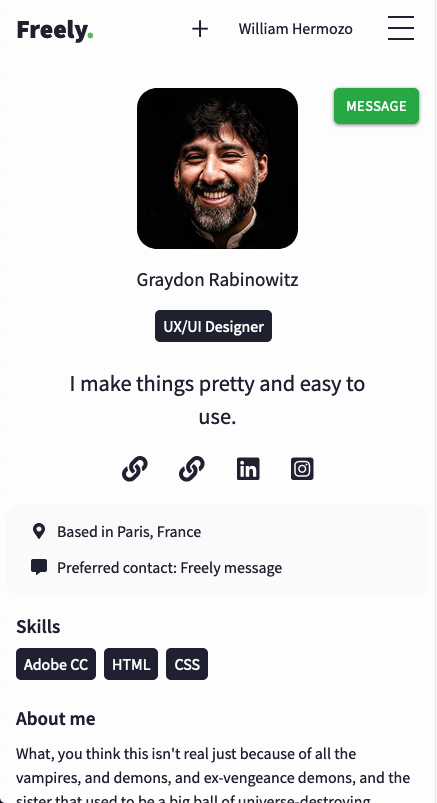 Freely.
+ William Hermozo
MESSAGE
Graydon Rabinowitz
UX/UI Designer
I make things pretty and easy to
use.
Based in Paris, France
Preferred contact: Freely message
Skills
Adobe CC HTML CSS
About me
What, you think this isn't real just because of all the
vampires, and demons, and ex-vengeance demons, and the
sister that used to be a big ball of universe-destroying